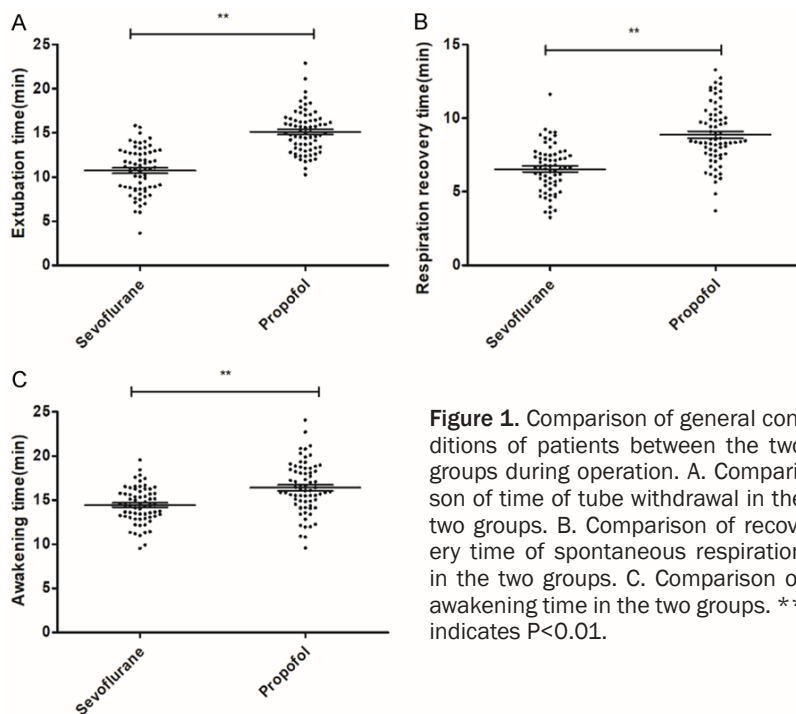 A
**
Extubation time(min)
25
20
15
10
5
0
Sevoflurane
Propofol
B
**
Respiration recovery time(min)
15
10
5
0
Sevoflurane
Propofol
C
**
Awakening time(min)
25
20
15
10
5
0
Sevoflurane
Propofol
Figure 1. Comparison of general con
ditions of patients between the two
groups during operation. A. Compari
son of time of tube withdrawal in the
two groups. B. Comparison of recov
ery time of spontaneous respiration
in the two groups. C. Comparison o
awakening time in the two groups. **
indicates P<0.01.